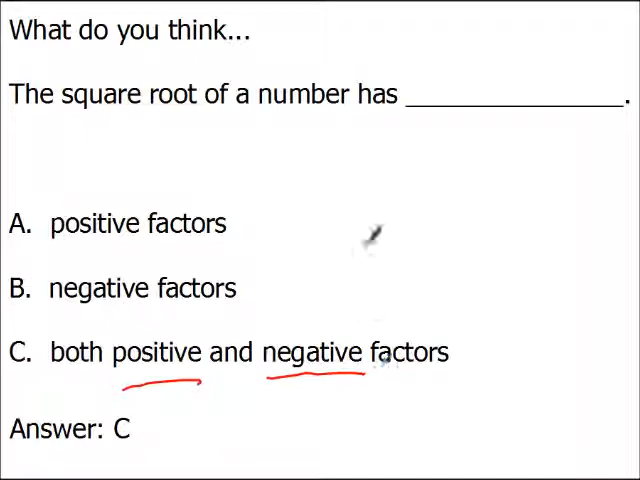 What do you think...
The square root of a number has _______________.
A. positive factors
B. negative factors
C. both positive and negative factors
Answer: C